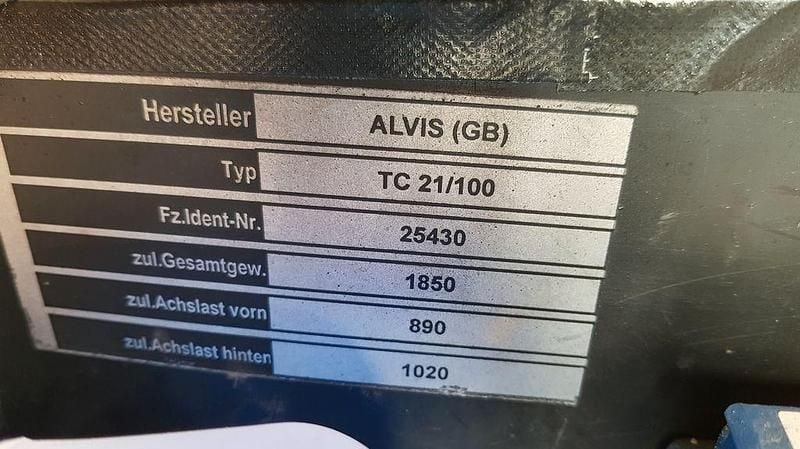 Hersteller ALVIS (GB)
Typ TC 21/100
Fz.Ident-Nr. 25430
zul.Gesamtgew. 1850
zul.Achslast vorn 890
zul.Achslast hinten 1020